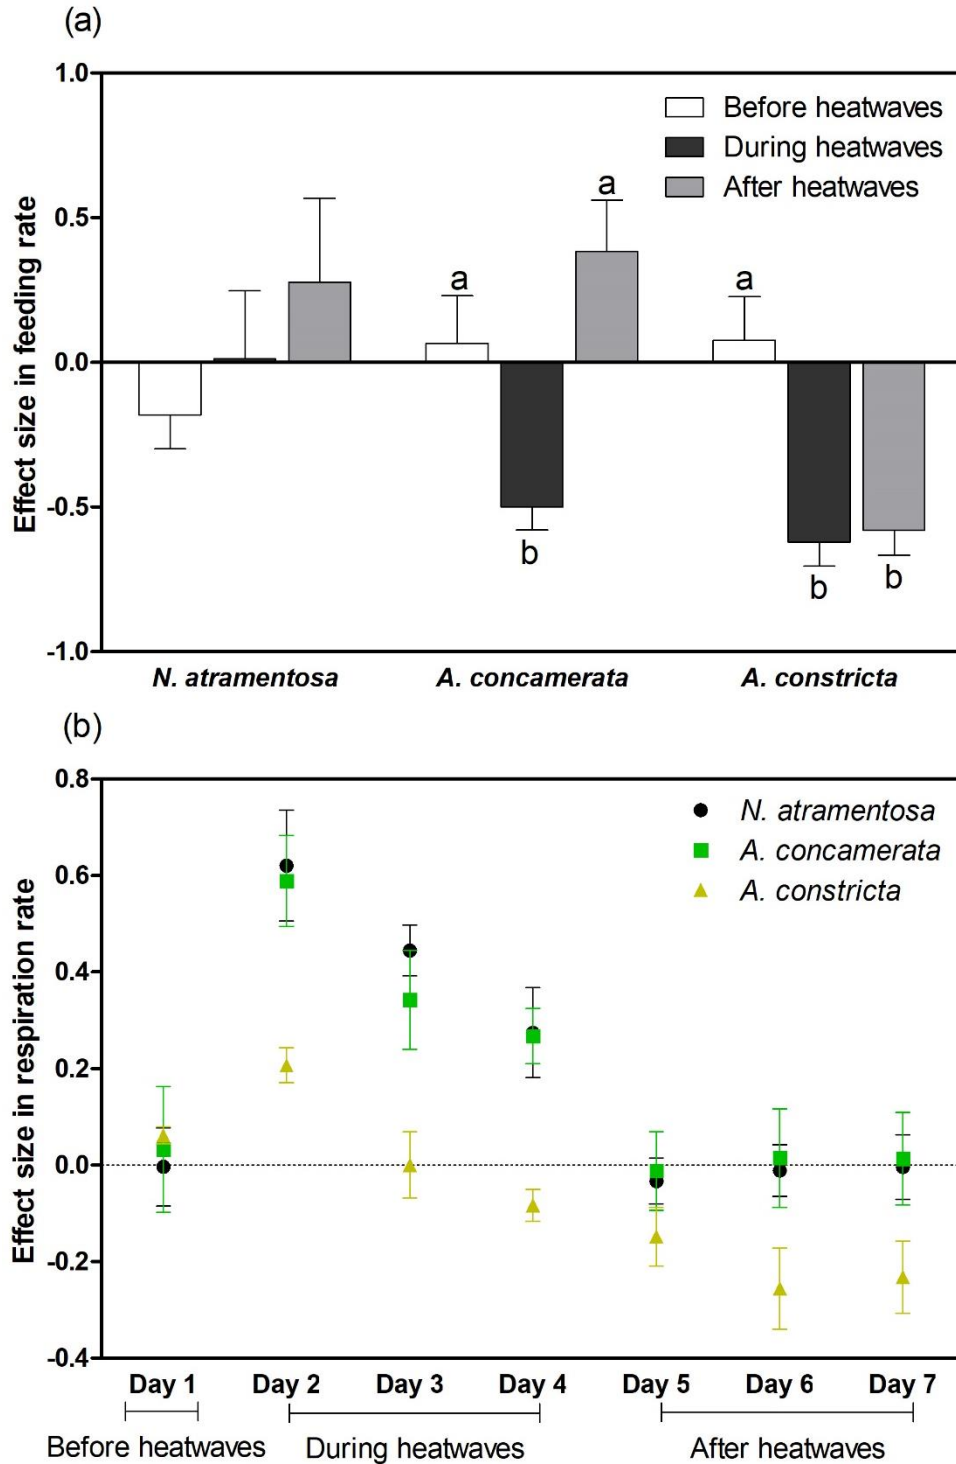 (a)
Effect size in feeding rate
1.0
0.5
0.0
-0.5
-1.0
Before heatwaves
During heatwaves
After heatwaves
a
a
a
b
b
b
N. atramentosa
A. concamerata
A. constricta
(b)
Effect size in respiration rate
0.8
0.6
0.4
0.2
0.0
-0.2
-0.4
N. atramentosa
A. concamerata
A. constricta
Day 1 Day 2 Day 3 Day 4 Day 5 Day 6 Day 7
Before heatwaves During heatwaves After heatwaves